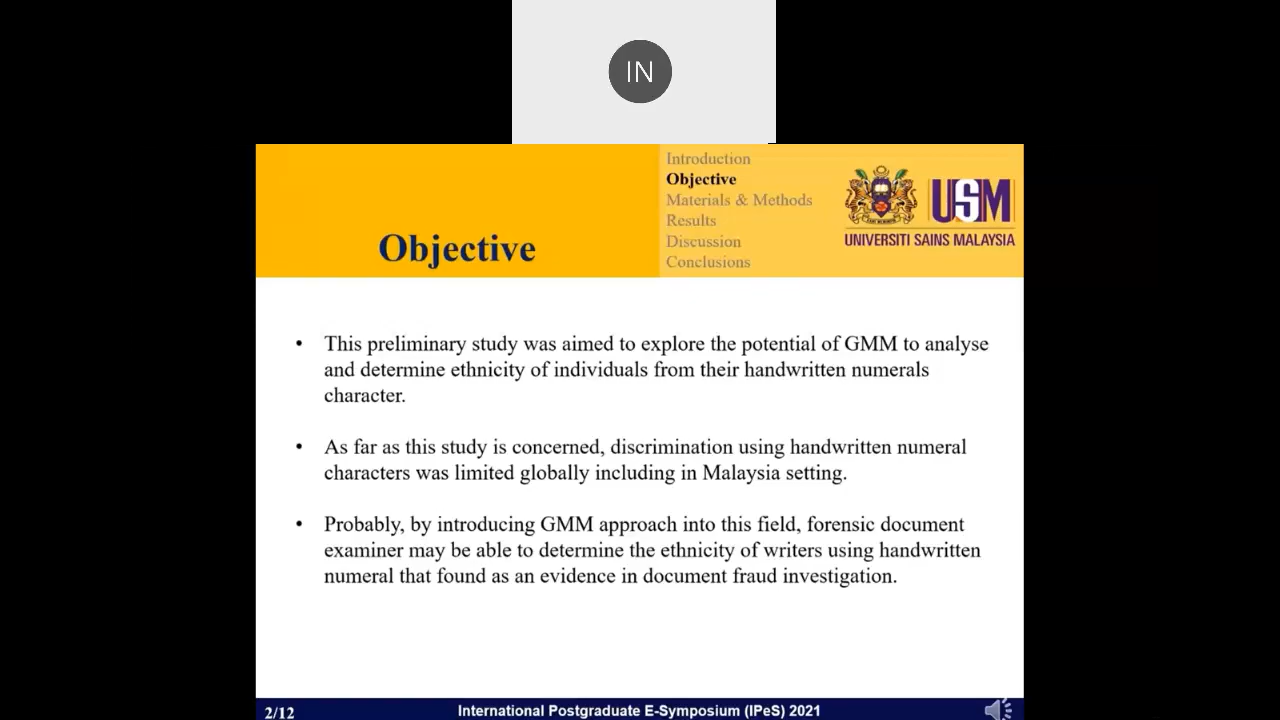 IN
Introduction
Objective
Materials & Methods
Results
Discussion
Conclusions
USM
UNIVERSITI SAINS MALAYSIA
Objective
• This preliminary study was aimed to explore the potential of GMM to analyse
and determine ethnicity of individuals from their handwritten numerals
character.
• As far as this study is concerned, discrimination using handwritten numeral
characters was limited globally including in Malaysia setting.
• Probably, by introducing GMM approach into this field, forensic document
examiner may be able to determine the ethnicity of writers using handwritten
numeral that found as an evidence in document fraud investigation.
2/12
International Postgraduate E-Symposium (IPeS) 2021